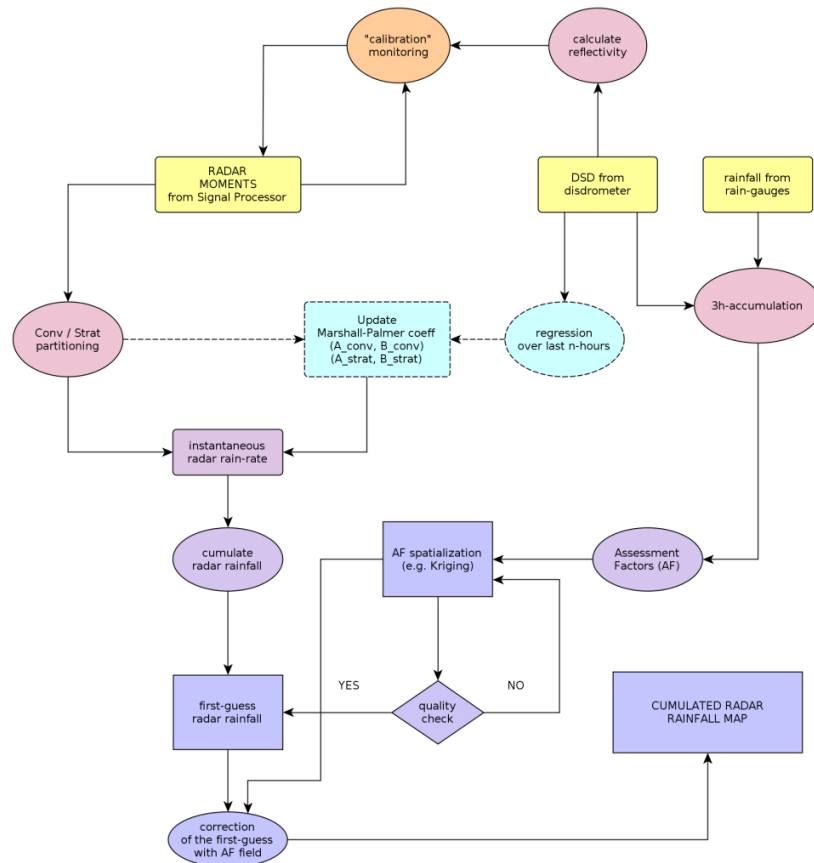 "calibration"
monitoring
calculate
reflectivity
RADAR
MOMENTS
from Signal Processor
DSD from
disdrometer
rainfall from
rain-gauges
Conv / Strat
partitioning
Update
Marshall-Palmer coeff
(A_conv, B_conv)
(A_strat, B_strat)
regression
over last n-hours
3h-accumulation
instantaneous
radar rain-rate
cumulate
radar rainfall
AF spatialization
(e.g. Kriging)
Assessment
Factors (AF)
first-guess
radar rainfall
YES
quality
check
NO
CUMULATED RADAR
RAINFALL MAP
correction
of the first-guess
with AF field